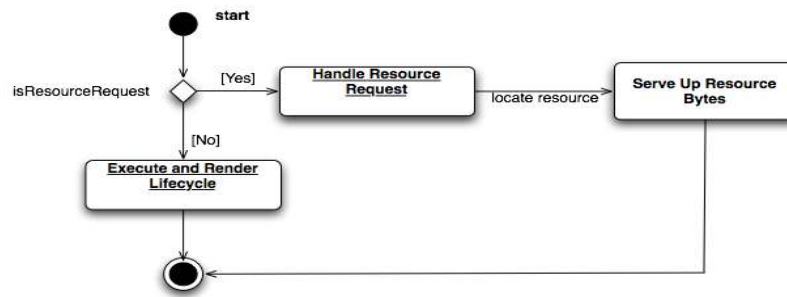 start
isResourceRequest
[Yes]
Handle Resource
Request
locate resource
Serve Up Resource
Bytes
[No]
Execute and Render
Lifecycle